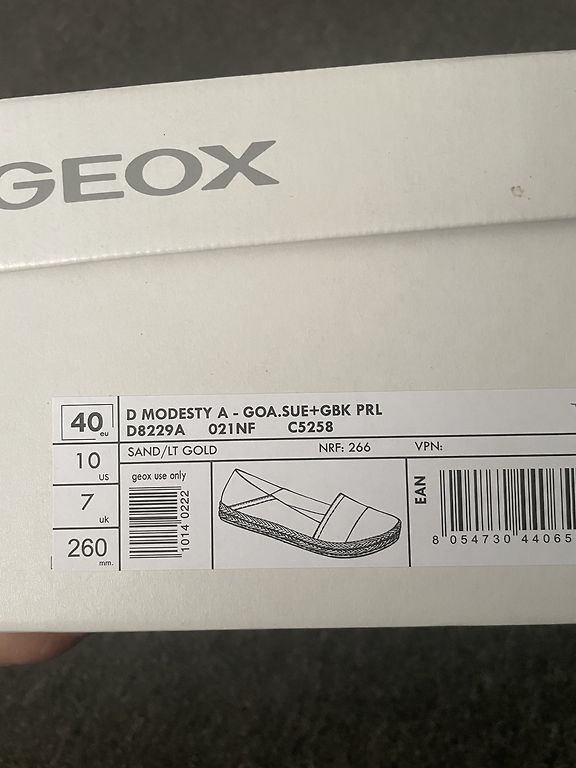 GEOX
40 eu
10 US
7 uk
260 mm.
D MODESTY A - GOA.SUE+GBK PRL
D8229A 021NF C5258
SAND/LT GOLD NRF: 266 VPN:
geox use only
1014 0222
EAN
8 054730 44065